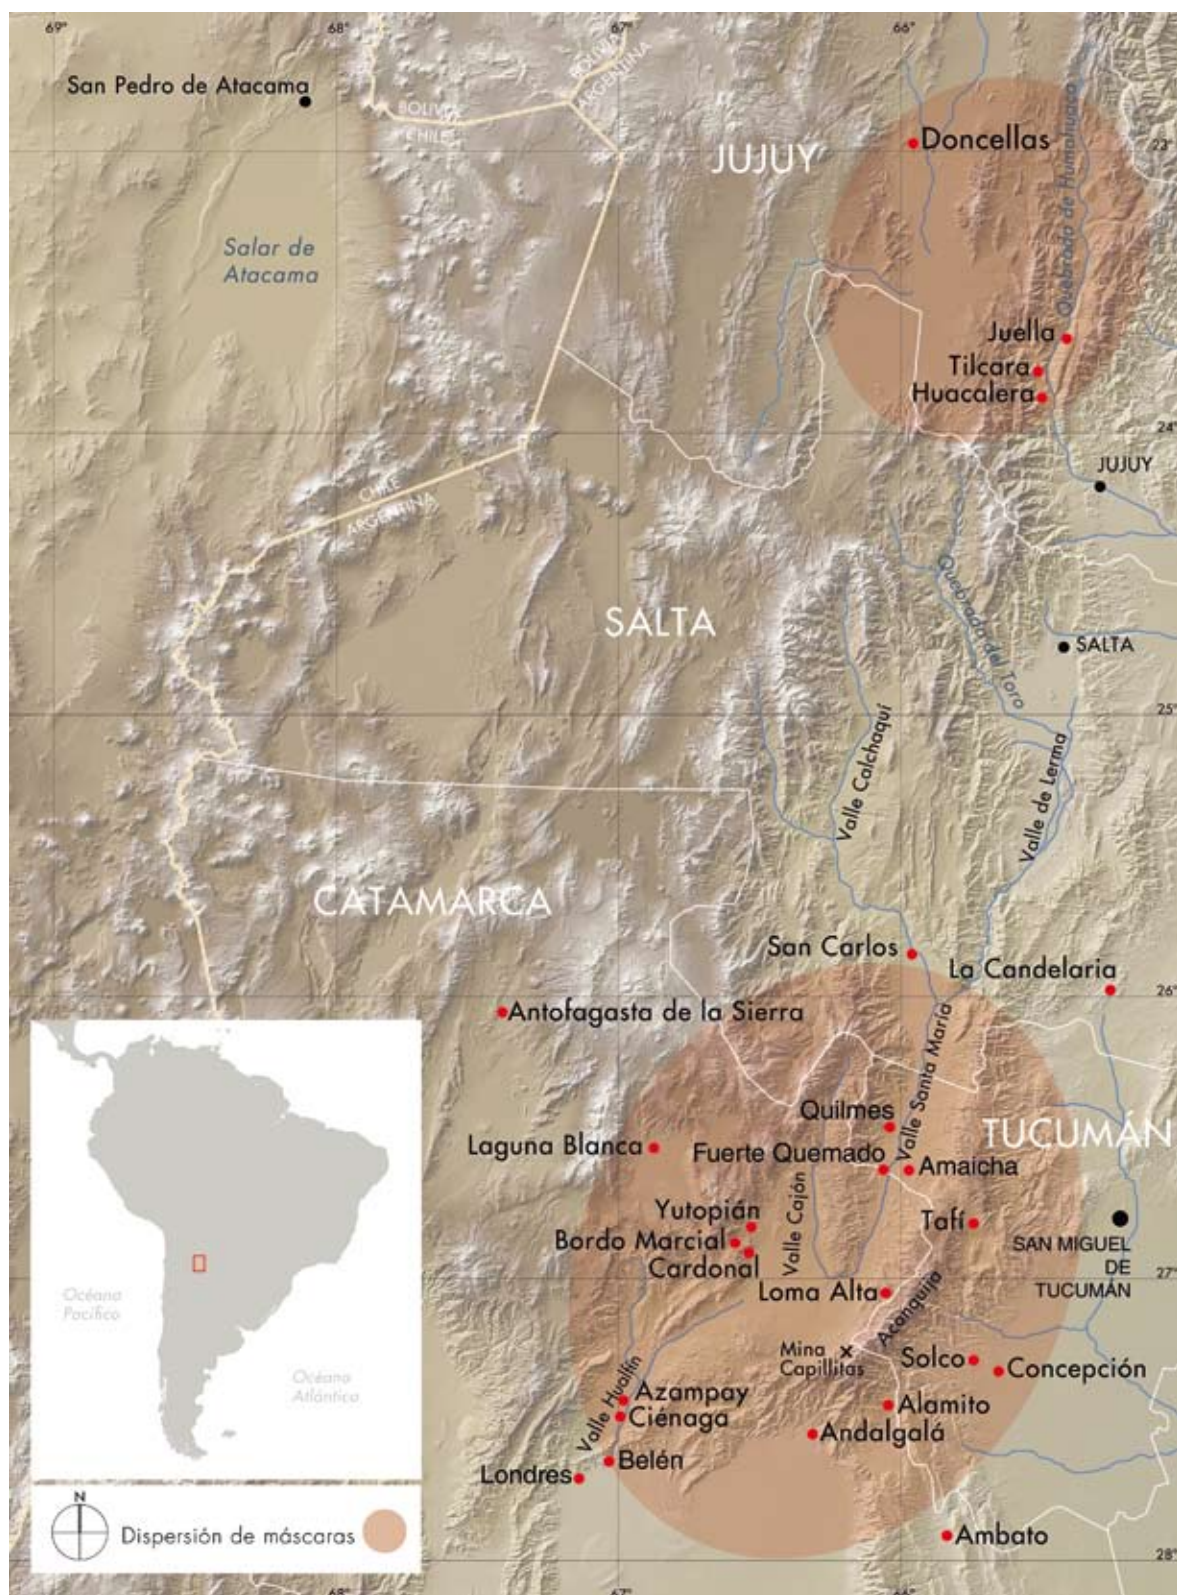 69°
68°
67°
66°
San Pedro de Atacama
BOLIVIA
ARGENTINA
BOLIVIA
CHILE
JUJUY
Doncellas
23°
Quebrada de Humahuaca
Salar de
Atacama
Juella
Tilcara
Huacalera
24°
JUJUY
CHILE
ARGENTINA
Quebrada del Toro
SALTA
SALTA
25°
Valle Calchaquí
Valle de Lerma
CATAMARCA
San Carlos
La Candelaria
26°
Antofagasta de la Sierra
Valle Santa María
Quilmes
TUCUMÁN
Laguna Blanca
Fuerte Quemado
Amaicha
Valle Cajón
Yutopián
Tafí
Bordo Marcial
SAN MIGUEL
DE
TUCUMÁN
Cardonal
27°
Loma Alta
Aconquija
Mina
Capillitas
Solco
Concepción
Valle Hualfín
Azampay
Ciénaga
Alamito
Andalgalá
Belén
Londres
Ambato
28°
Océano
Pacífico
Océano
Atlántico
N
Dispersión de máscaras
68°
67°
66°